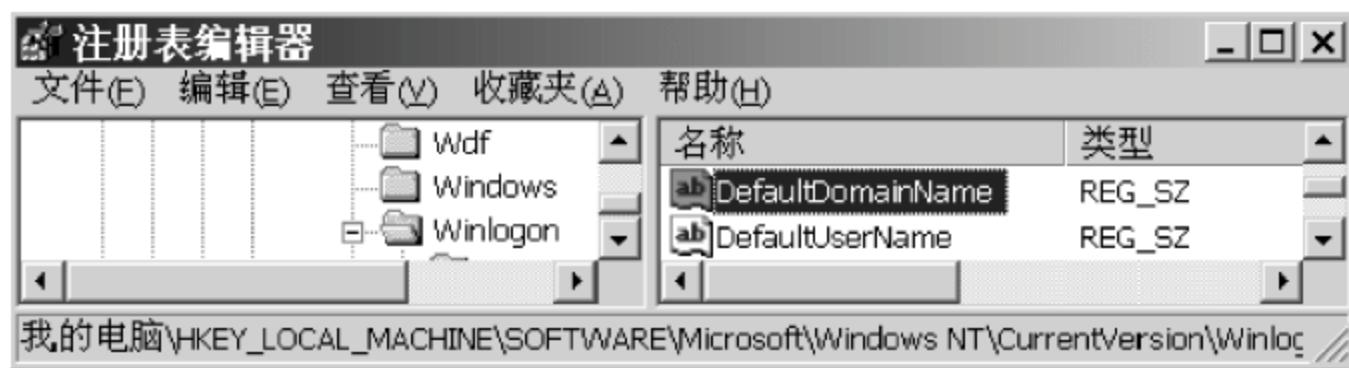 注册表编辑器
文件(F) 编辑(E) 查看(V) 收藏夹(A) 帮助(H)
Wdf
Windows
Winlogon
名称 类型
DefaultDomainName REG_SZ
DefaultUserName REG_SZ
我的电脑\HKEY_LOCAL_MACHINE\SOFTWARE\Microsoft\Windows NT\CurrentVersion\Winlog